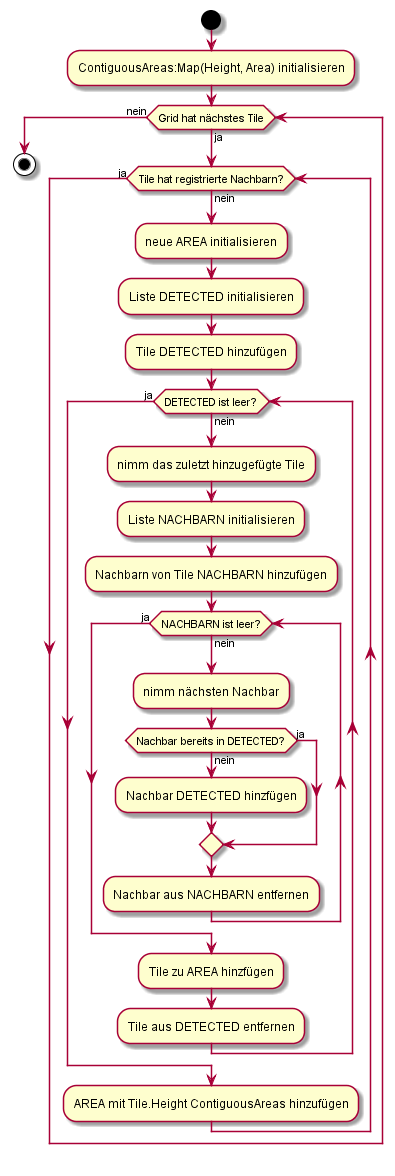 ContiguousAreas:Map(Height, Area) initialisieren
nein
Grid hat nächstes Tile
ja
ja
Tile hat registrierte Nachbarn?
nein
neue AREA initialisieren
Liste DETECTED initialisieren
Tile DETECTED hinzufügen
ja
DETECTED ist leer?
nein
nimm das zuletzt hinzugefügte Tile
Liste NACHBARN initialisieren
Nachbarn von Tile NACHBARN hinzufügen
ja
NACHBARN ist leer?
nein
nimm nächsten Nachbar
Nachbar bereits in DETECTED?
ja
nein
Nachbar DETECTED hinzfügen
Nachbar aus NACHBARN entfernen
Tile zu AREA hinzfügen
Tile aus DETECTED entfernen
AREA mit Tile.Height ContiguousAreas hinzufügen